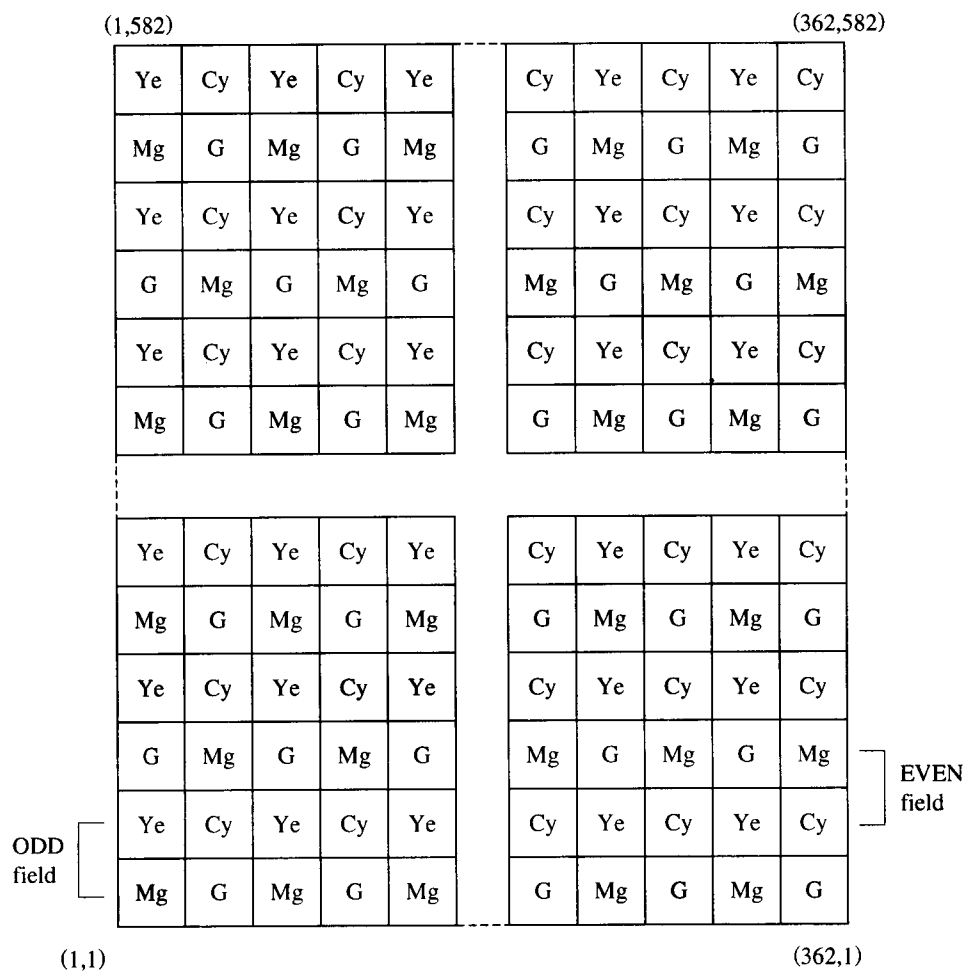 (1,582) (362,582)
Ye Cy Ye Cy Ye Cy Ye Cy Ye Cy
Mg G Mg G Mg G Mg G Mg G
Ye Cy Ye Cy Ye Cy Ye Cy Ye Cy
G Mg G Mg G Mg G Mg G Mg
Ye Cy Ye Cy Ye Cy Ye Cy Ye Cy
Mg G Mg G Mg G Mg G Mg G
Ye Cy Ye Cy Ye Cy Ye Cy Ye Cy
Mg G Mg G Mg G Mg G Mg G
Ye Cy Ye Cy Ye Cy Ye Cy Ye Cy
G Mg G Mg G Mg G Mg G Mg
EVEN
field
Ye Cy Ye Cy Ye Cy Ye Cy Ye Cy
ODD
field
Mg G Mg G Mg G Mg G Mg G
(1,1) (362,1)